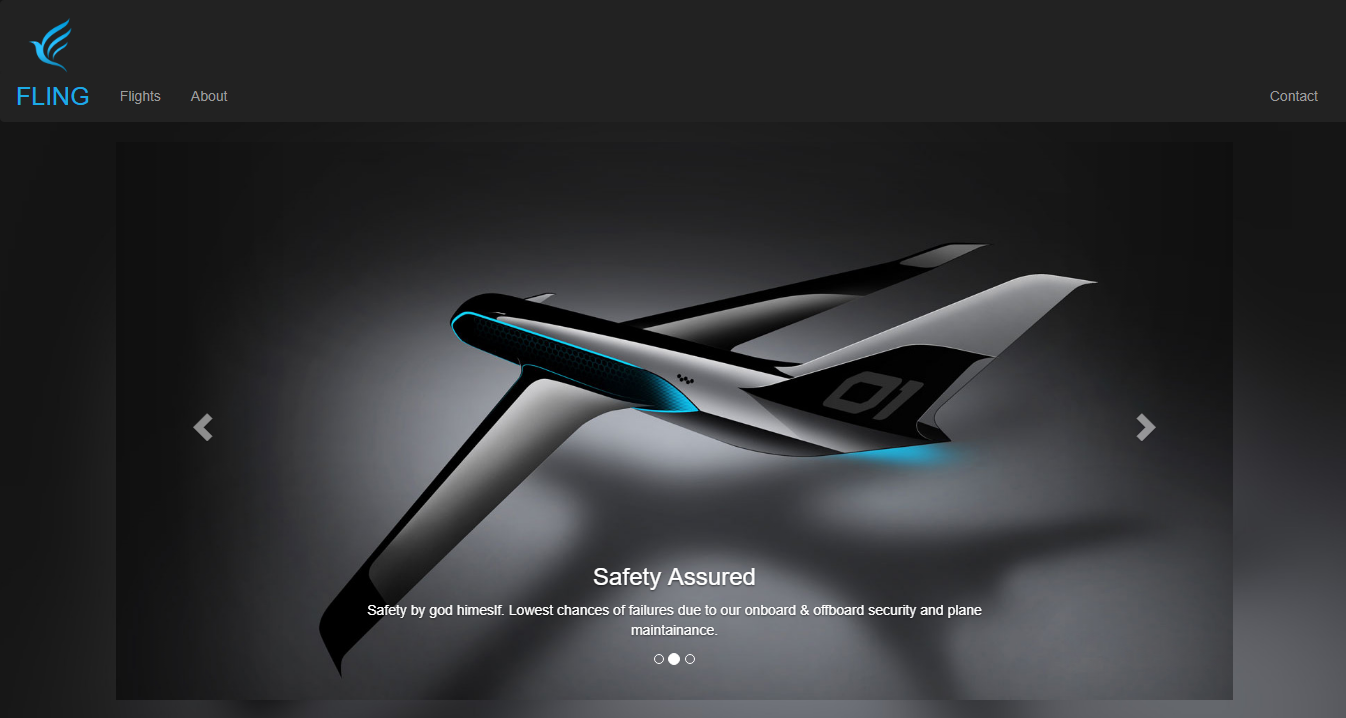 FLING
Flights
About
Contact
01
Safety Assured
Safety by god himeslf. Lowest chances of failures due to our onboard & offboard security and plane
maintainance.